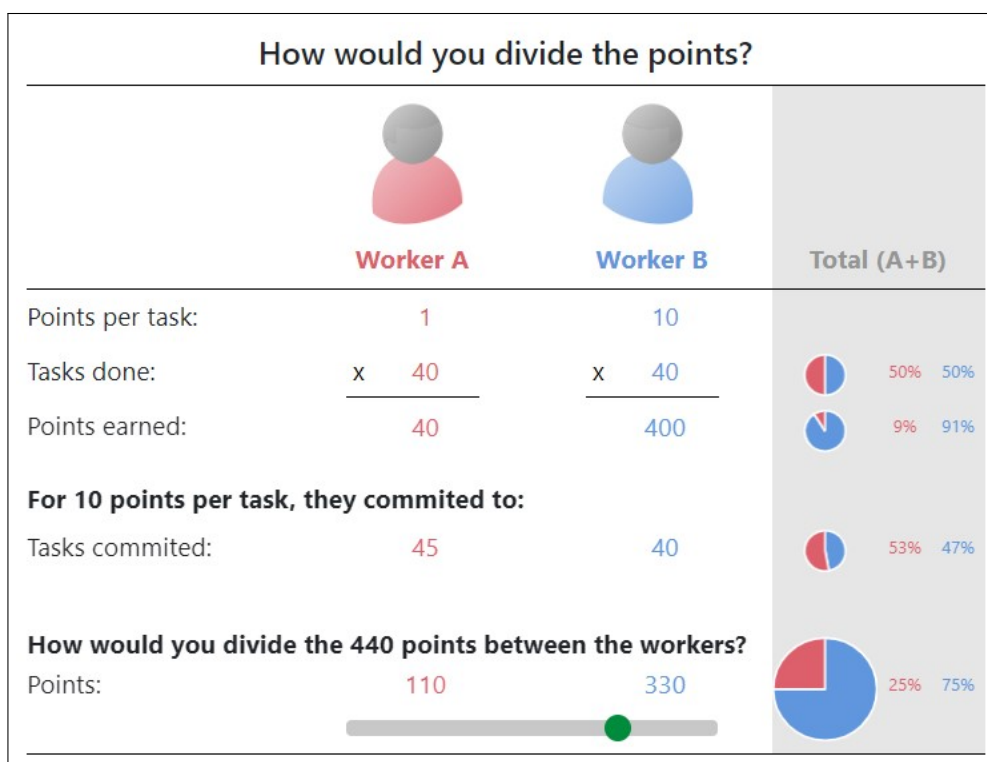 How would you divide the points?
Worker A Worker B Total (A+B)
Points per task: 1 10
Tasks done: x 40 x 40 50% 50%
Points earned: 40 400 9% 91%
For 10 points per task, they commited to:
Tasks commited: 45 40 53% 47%
How would you divide the 440 points between the workers?
Points: 110 330 25% 75%